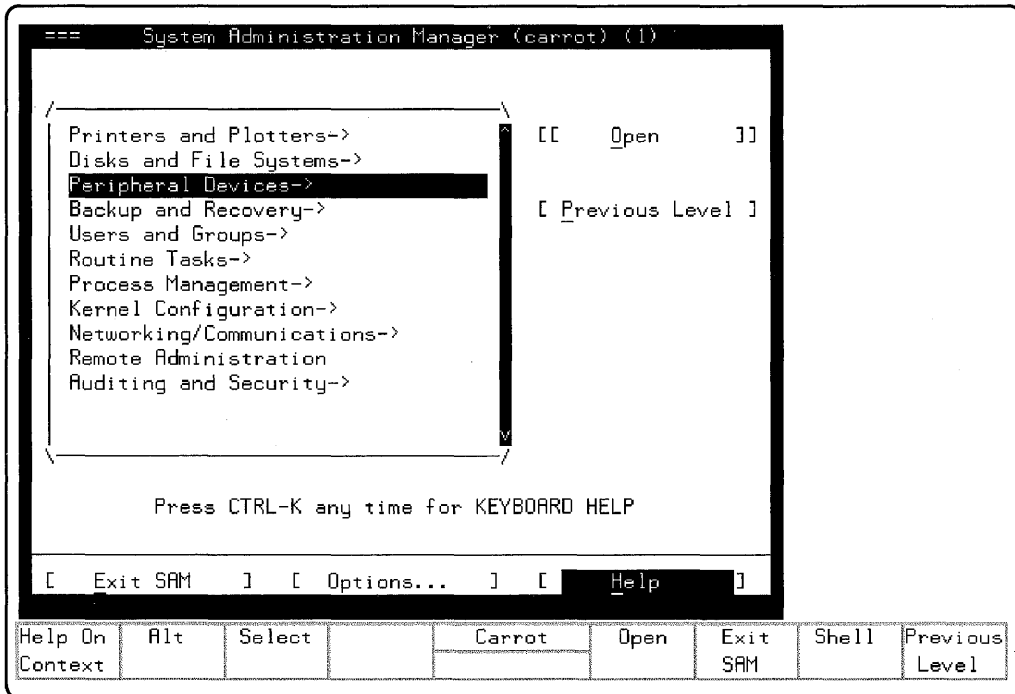 === System Administration Manager (carrot) (1)
Printers and Plotters->
Disks and File Systems->
Peripheral Devices->
Backup and Recovery->
Users and Groups->
Routine Tasks->
Process Management->
Kernel Configuration->
Networking/Communications->
Remote Administration
Auditing and Security->
[[ Open ]]
[ Previous Level ]
Press CTRL-K any time for KEYBOARD HELP
[ Exit SAM ] [ Options... ] [ Help ]
Help On Context
Alt
Select
Carrot
Open
Exit SAM
Shell
Previous Level